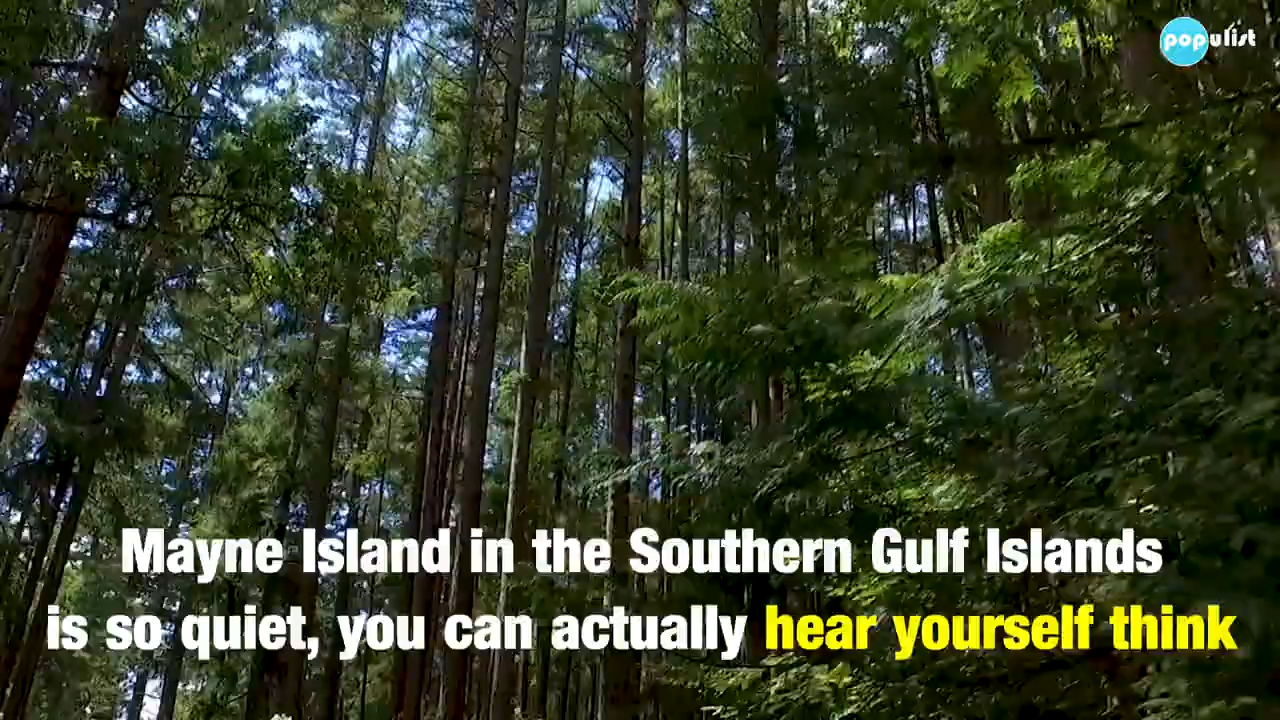 populist
Mayne Island in the Southern Gulf Islands
is so quiet, you can actually hear yourself think